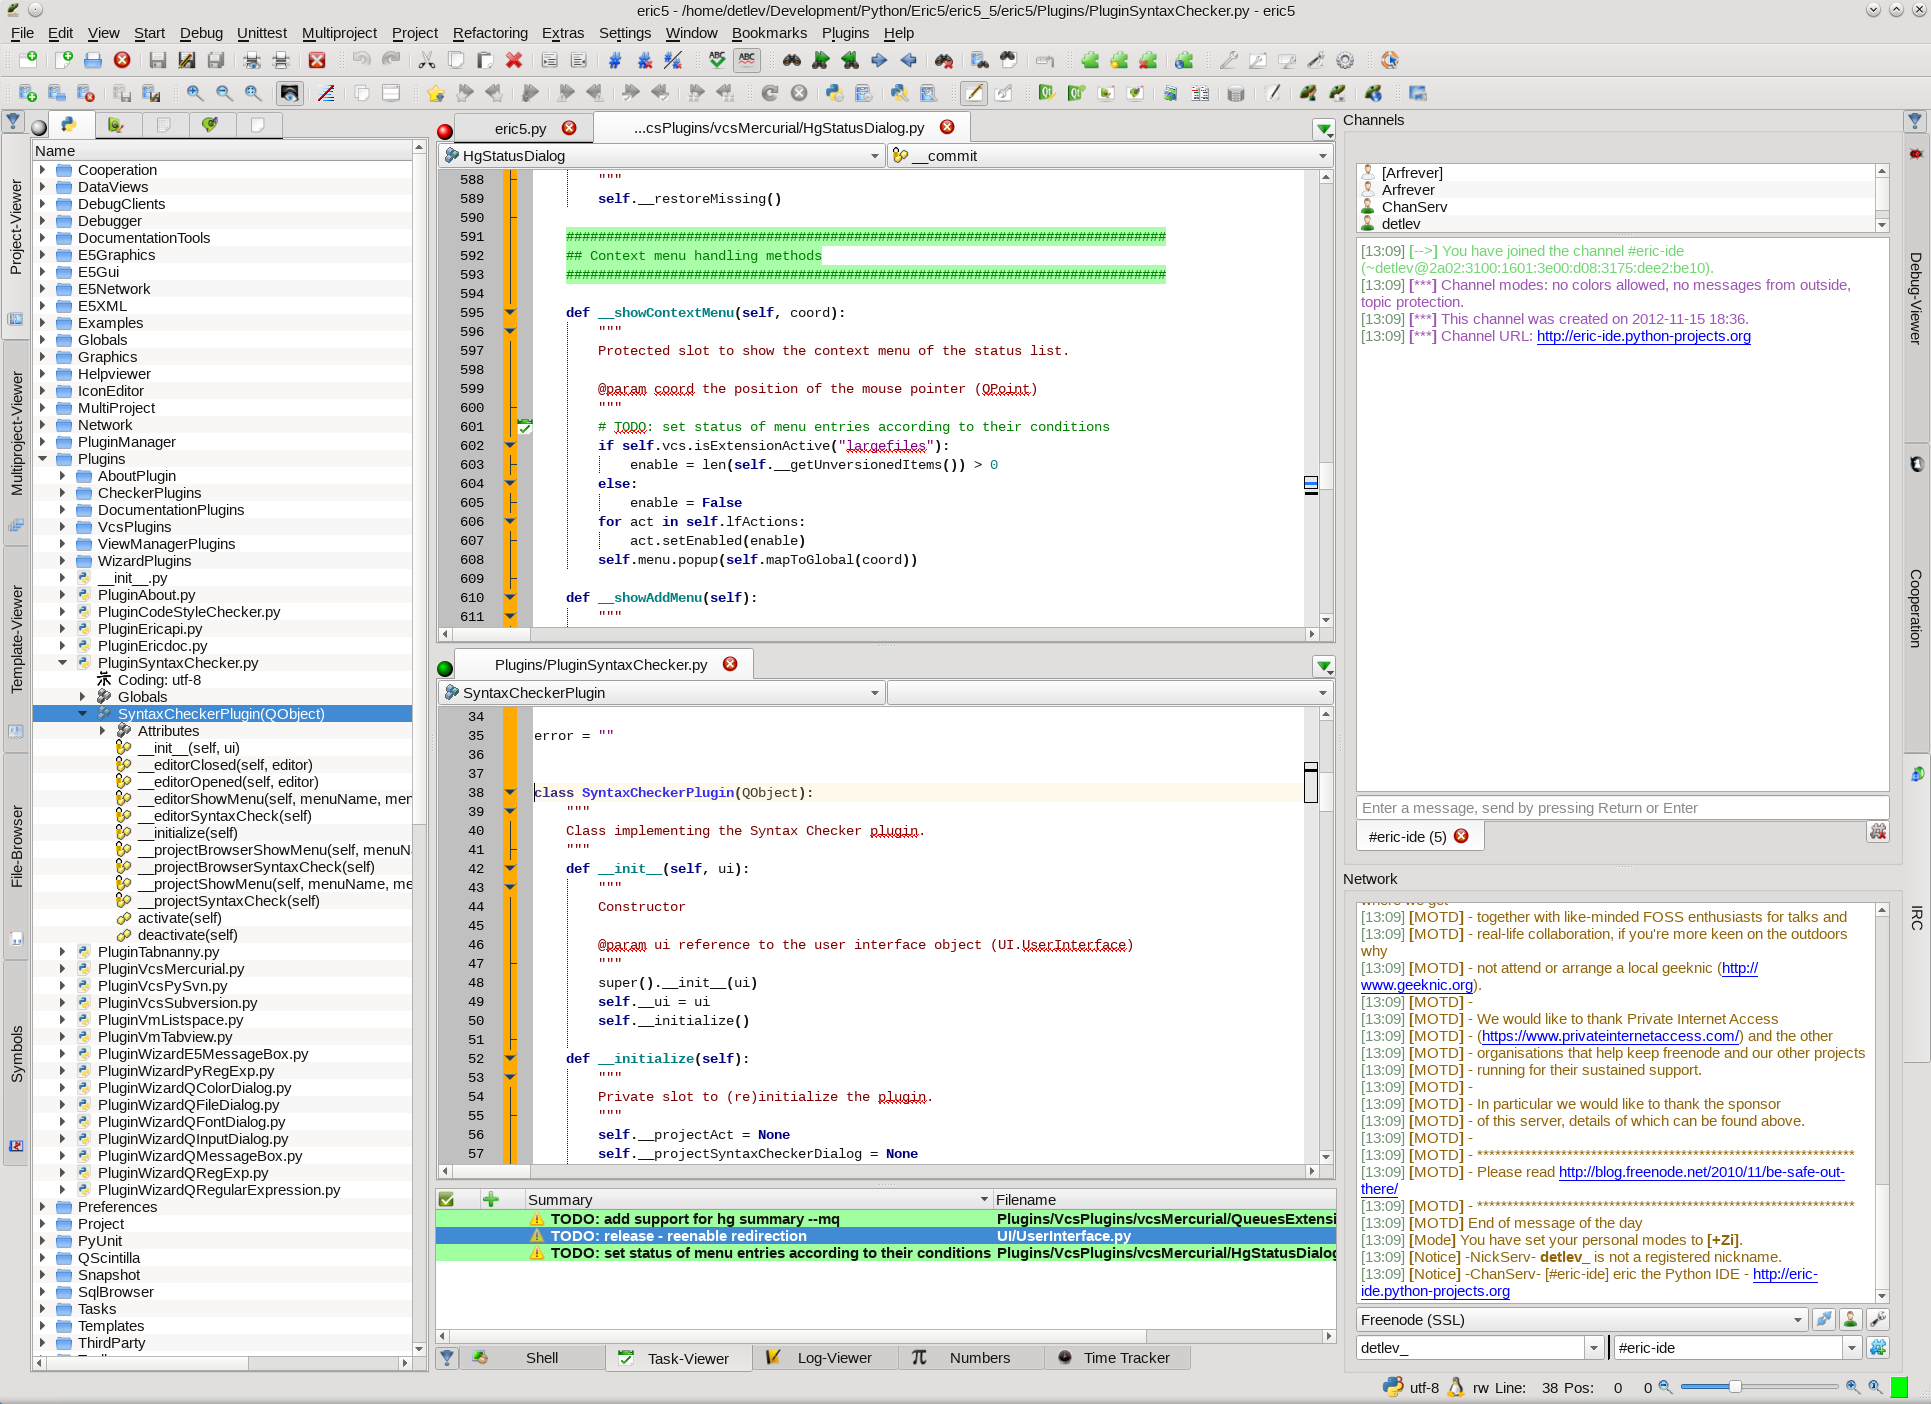 eric5 - /home/detlev/Development/Python/Eric5/eric5_5/eric5/Plugins/PluginSyntaxChecker.py - eric5
File Edit View Start Debug Unittest Multiproject Project Refactoring Extras Settings Window Bookmarks Plugins Help
Project-Viewer
Multiproject-Viewer
Template-Viewer
File-Browser
Symbols
Name
Cooperation
DataViews
DebugClients
Debugger
DocumentationTools
E5Graphics
E5Gui
E5Network
E5XML
Examples
Globals
Graphics
Helpviewer
IconEditor
MultiProject
Network
PluginManager
Plugins
AboutPlugin
CheckerPlugins
DocumentationPlugins
VcsPlugins
ViewManagerPlugins
WizardPlugins
__init__.py
PluginAbout.py
PluginCodeStyleChecker.py
PluginEricapi.py
PluginEricdoc.py
PluginSyntaxChecker.py
Coding: utf-8
Globals
SyntaxCheckerPlugin(QObject)
Attributes
__init__(self, ui)
__editorClosed(self, editor)
__editorOpened(self, editor)
__editorShowMenu(self, menuName, mer
__editorSyntaxCheck(self)
__initialize(self)
__projectBrowserShowMenu(self, menuN
__projectBrowserSyntaxCheck(self)
__projectShowMenu(self, menuName, me
__projectSyntaxCheck(self)
activate(self)
deactivate(self)
PluginTabnanny.py
PluginVcsMercurial.py
PluginVcsPySvn.py
PluginVcsSubversion.py
PluginVmListspace.py
PluginVmTabview.py
PluginWizardE5MessageBox.py
PluginWizardPyRegExp.py
PluginWizardQColorDialog.py
PluginWizardQFileDialog.py
PluginWizardQFontDialog.py
PluginWizardQInputDialog.py
PluginWizardQMessageBox.py
PluginWizardQRegExp.py
PluginWizardQRegularExpression.py
Preferences
Project
PyUnit
QScintilla
Snapshot
SqlBrowser
Tasks
Templates
ThirdParty
eric5.py ...csPlugins/vcsMercurial/HgStatusDialog.py
HgStatusDialog __commit
588 """
589 self.__restoreMissing()
590
591 ###########################################################################
592 ## Context menu handling methods
593 ###########################################################################
594
595 def __showContextMenu(self, coord):
596 """
597 Protected slot to show the context menu of the status list.
598
599 @param coord the position of the mouse pointer (QPoint)
600 """
601 # TODO: set status of menu entries according to their conditions
602 if self.vcs.isExtensionActive("largefiles"):
603 enable = len(self.__getUnversionedItems()) > 0
604 else:
605 enable = False
606 for act in self.lfActions:
607 act.setEnabled(enable)
608 self.menu.popup(self.mapToGlobal(coord))
609
610 def __showAddMenu(self):
611 """
Plugins/PluginSyntaxChecker.py
SyntaxCheckerPlugin
34
35 error = ""
36
37
38 class SyntaxCheckerPlugin(QObject):
39 """
40 Class implementing the Syntax Checker plugin.
41 """
42 def __init__(self, ui):
43 """
44 Constructor
45
46 @param ui reference to the user interface object (UI.UserInterface)
47 """
48 super().__init__(ui)
49 self.__ui = ui
50 self.__initialize()
51
52 def __initialize(self):
53 """
54 Private slot to (re)initialize the plugin.
55 """
56 self.__projectAct = None
57 self.__projectSyntaxCheckerDialog = None
Summary Filename
TODO: add support for hg summary --mq Plugins/VcsPlugins/vcsMercurial/QueuesExtensi
TODO: release - reenable redirection UI/UserInterface.py
TODO: set status of menu entries according to their conditions Plugins/VcsPlugins/vcsMercurial/HgStatusDialog
Shell Task-Viewer Log-Viewer Numbers Time Tracker
Channels
[Arfrever]
Arfrever
ChanServ
detlev
[13:09] [-->] You have joined the channel #eric-ide
(~detlev@2a02:3100:1601:3e00:d08:3175:dee2:be10).
[13:09] [***] Channel modes: no colors allowed, no messages from outside,
topic protection.
[13:09] [***] This channel was created on 2012-11-15 18:36.
[13:09] [***] Channel URL: http://eric-ide.python-projects.org
Enter a message, send by pressing Return or Enter
#eric-ide (5)
Network
where we get
[13:09] [MOTD] - together with like-minded FOSS enthusiasts for talks and
[13:09] [MOTD] - real-life collaboration, if you're more keen on the outdoors
why
[13:09] [MOTD] - not attend or arrange a local geeknic (http://
www.geeknic.org).
[13:09] [MOTD] -
[13:09] [MOTD] - We would like to thank Private Internet Access
[13:09] [MOTD] - (https://www.privateinternetaccess.com/) and the other
[13:09] [MOTD] - organisations that help keep freenode and our other projects
[13:09] [MOTD] - running for their sustained support.
[13:09] [MOTD] -
[13:09] [MOTD] - In particular we would like to thank the sponsor
[13:09] [MOTD] - of this server, details of which can be found above.
[13:09] [MOTD] -
[13:09] [MOTD] - ***************************************************************
[13:09] [MOTD] - Please read http://blog.freenode.net/2010/11/be-safe-out-
there/
[13:09] [MOTD] - ***************************************************************
[13:09] [MOTD] End of message of the day
[13:09] [Mode] You have set your personal modes to [+Zi].
[13:09] [Notice] -NickServ- detlev_ is not a registered nickname.
[13:09] [Notice] -ChanServ- [#eric-ide] eric the Python IDE - http://eric-
ide.python-projects.org
Freenode (SSL)
detlev_ #eric-ide
Debug-Viewer
Cooperation
IRC
utf-8 rw Line: 38 Pos: 0 0